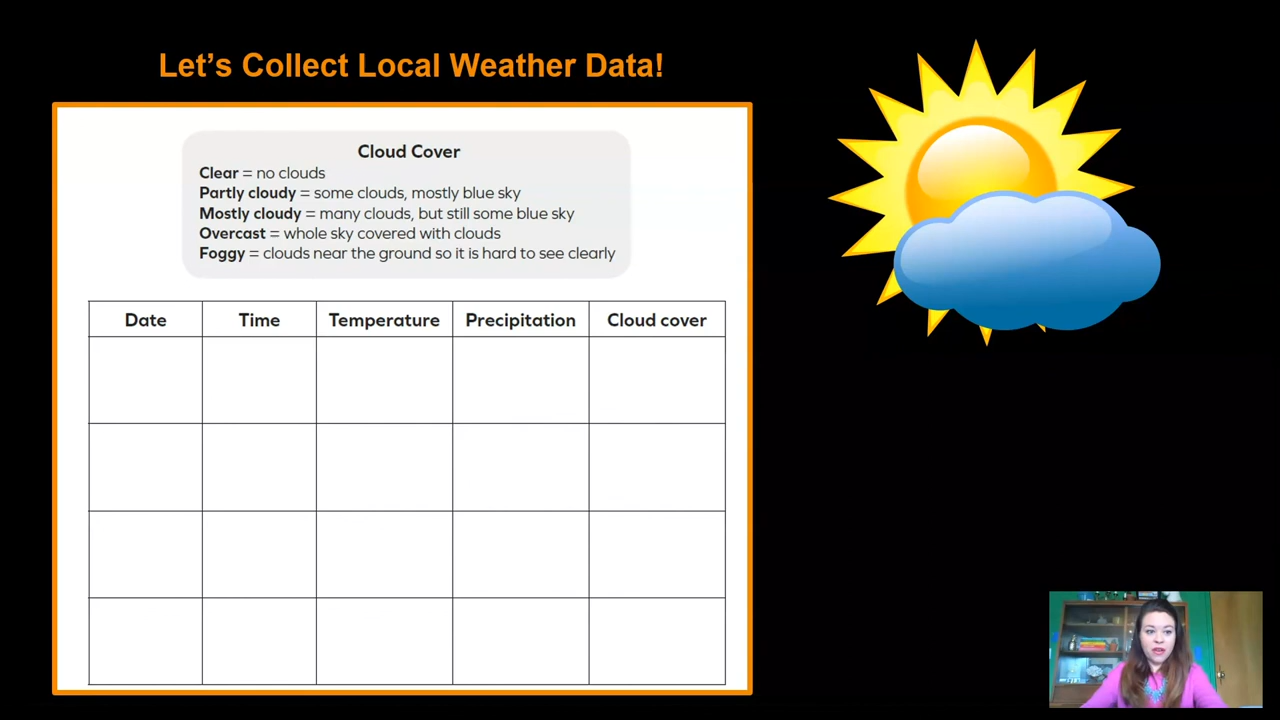 Let’s Collect Local Weather Data!
Cloud Cover
Clear = no clouds
Partly cloudy = some clouds, mostly blue sky
Mostly cloudy = many clouds, but still some blue sky
Overcast = whole sky covered with clouds
Foggy = clouds near the ground so it is hard to see clearly
Date Time Temperature Precipitation Cloud cover